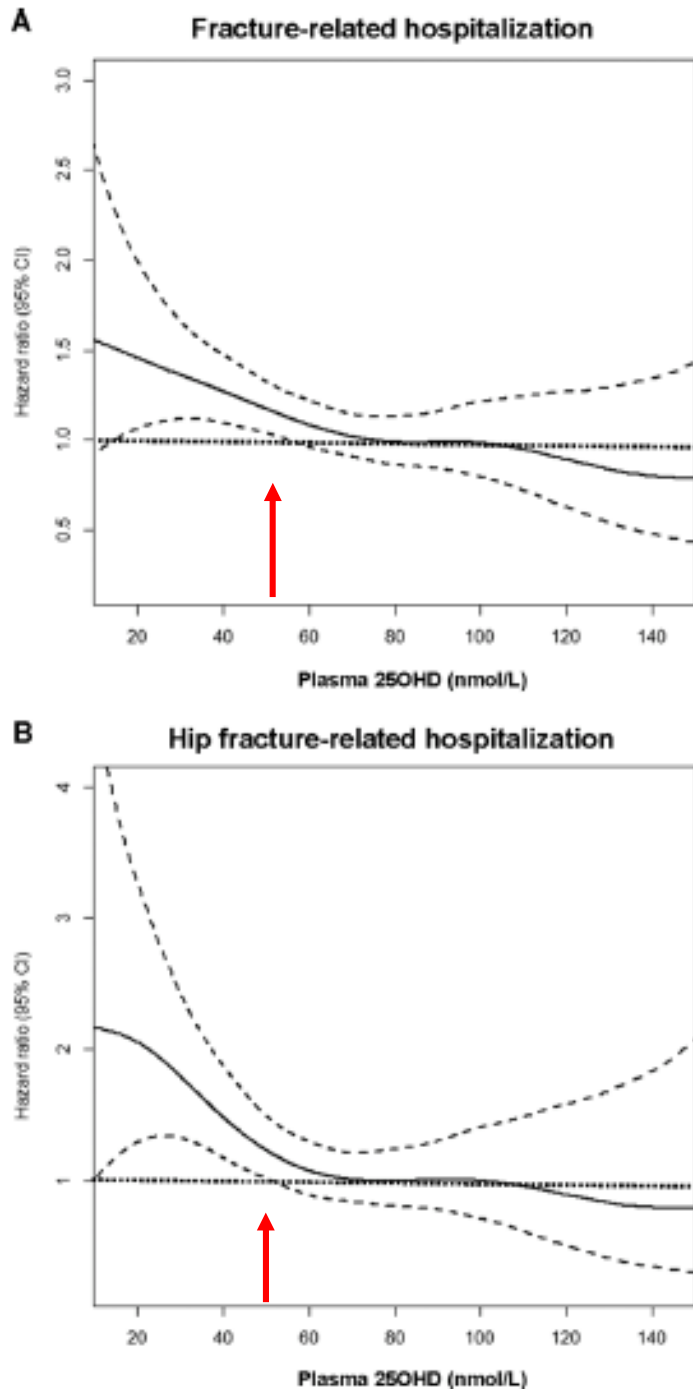 A
Fracture-related hospitalization
Hazard ratio (95% CI)
3.0
2.5
2.0
1.5
1.0
0.5
20 40 60 80 100 120 140
Plasma 25OHD (nmol/L)
B
Hip fracture-related hospitalization
Hazard ratio (95% CI)
4
3
2
1
20 40 60 80 100 120 140
Plasma 25OHD (nmol/L)